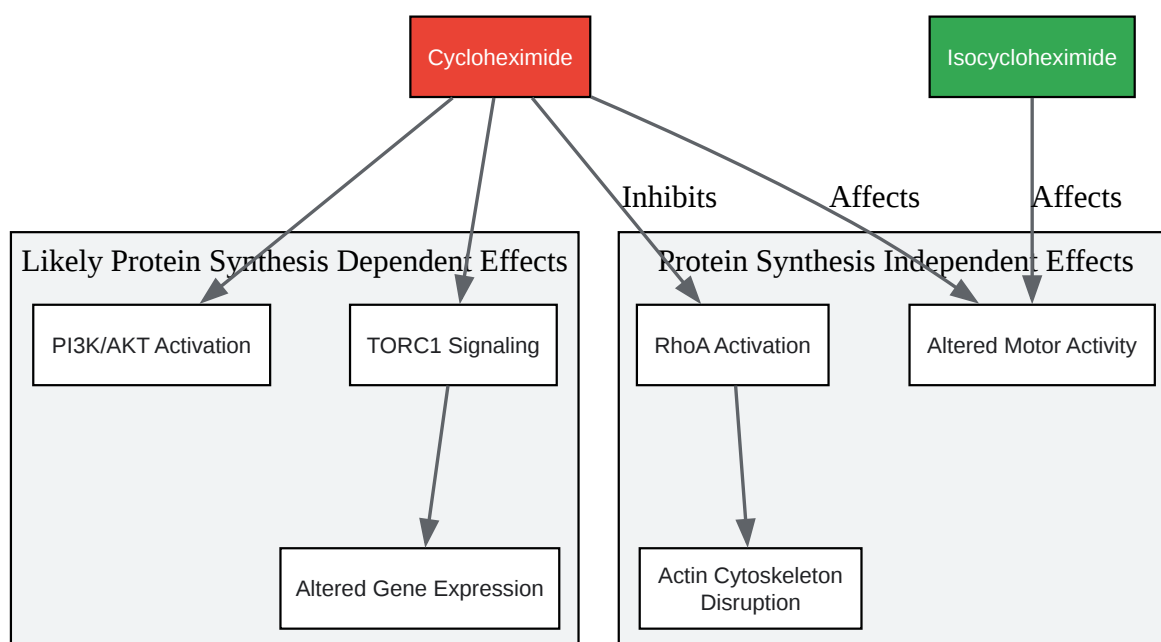 Cycloheximide
Isocycloheximide
Inhibits
Affects
Affects
Likely Protein Synthesis Dependent Effects
Protein Synthesis Independent Effects
PI3K/AKT Activation
TORC1 Signaling
RhoA Activation
Altered Motor Activity
Altered Gene Expression
Actin Cytoskeleton
Disruption